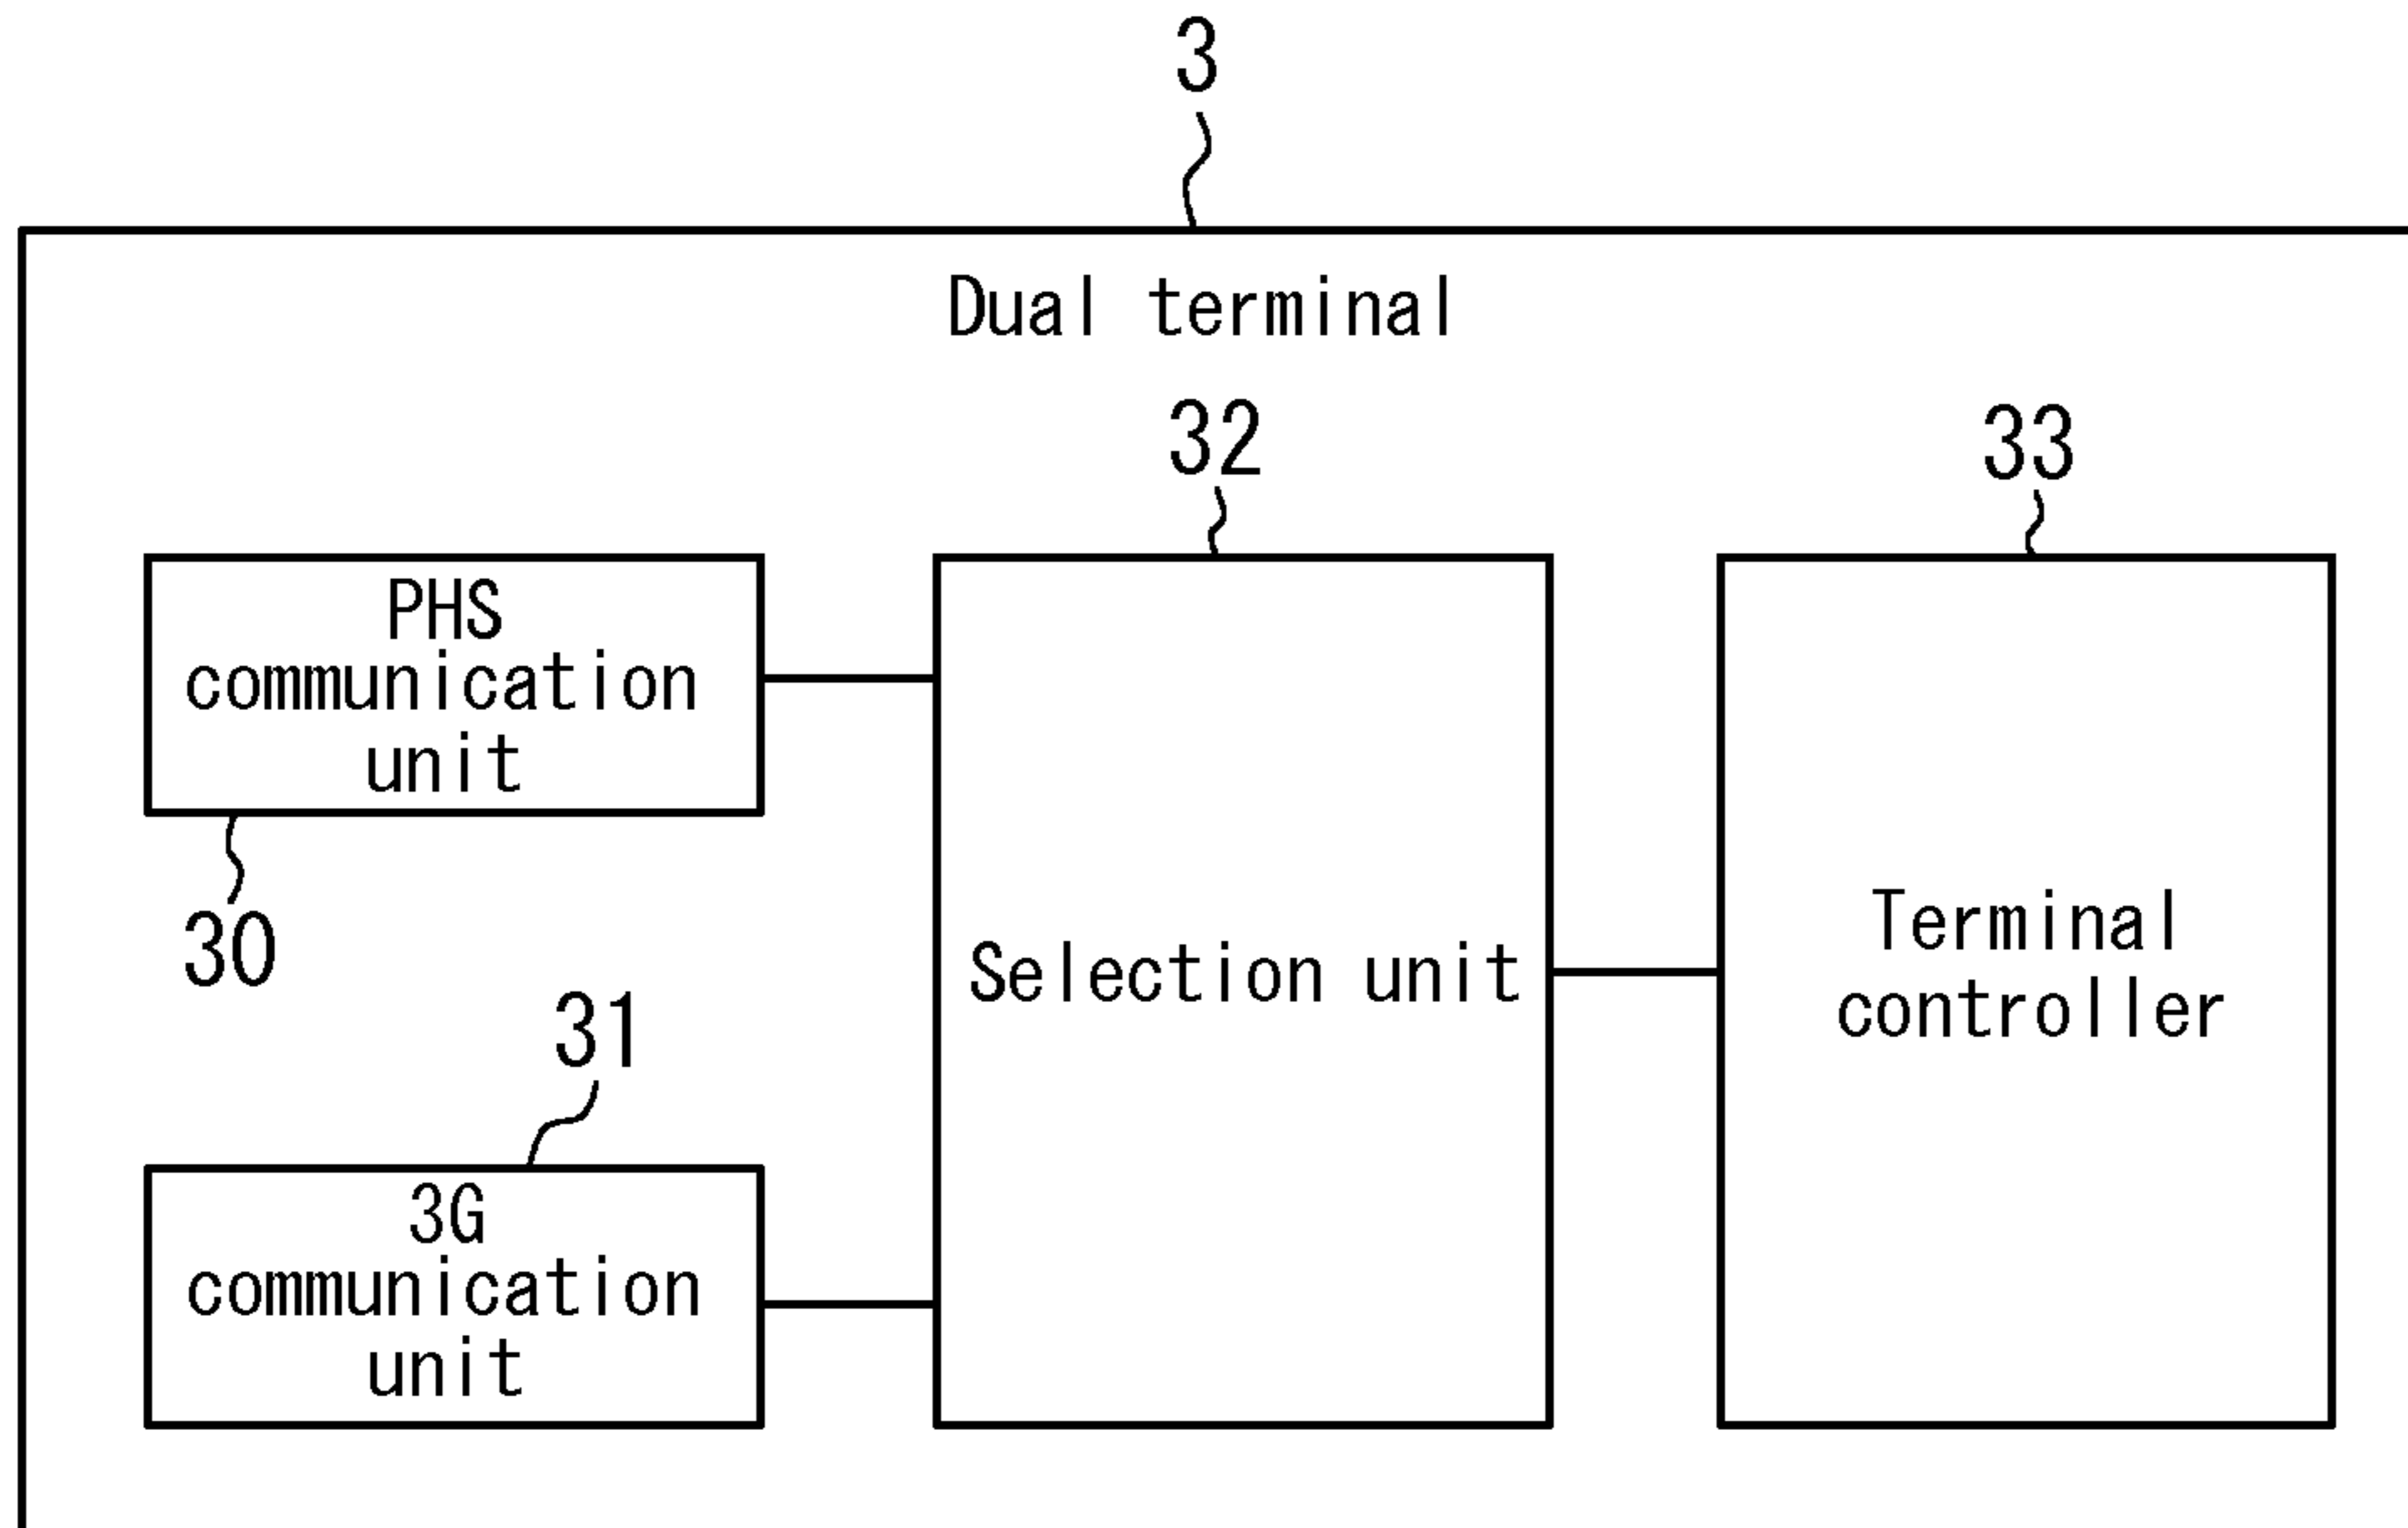 3
Dual terminal
32
33
PHS
communication
unit
30
31
3G
communication
unit
Selection unit
Terminal
controller